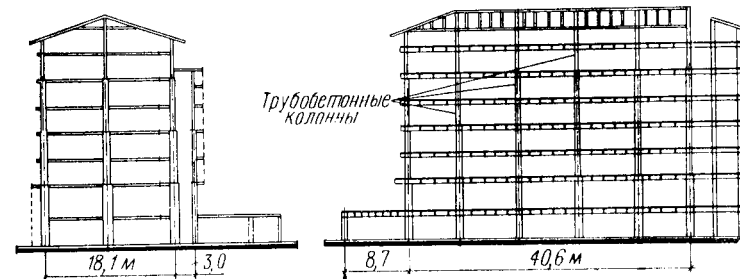 Трубобетонные
колонны
18,1 м
3,0
8,7
40,6 м